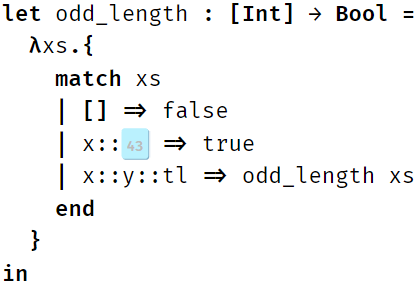 let odd_length : [Int] → Bool =
λxs.{
match xs
| [] ⇒ false
| x::43 ⇒ true
| x::y::tl ⇒ odd_length xs
end
}
in